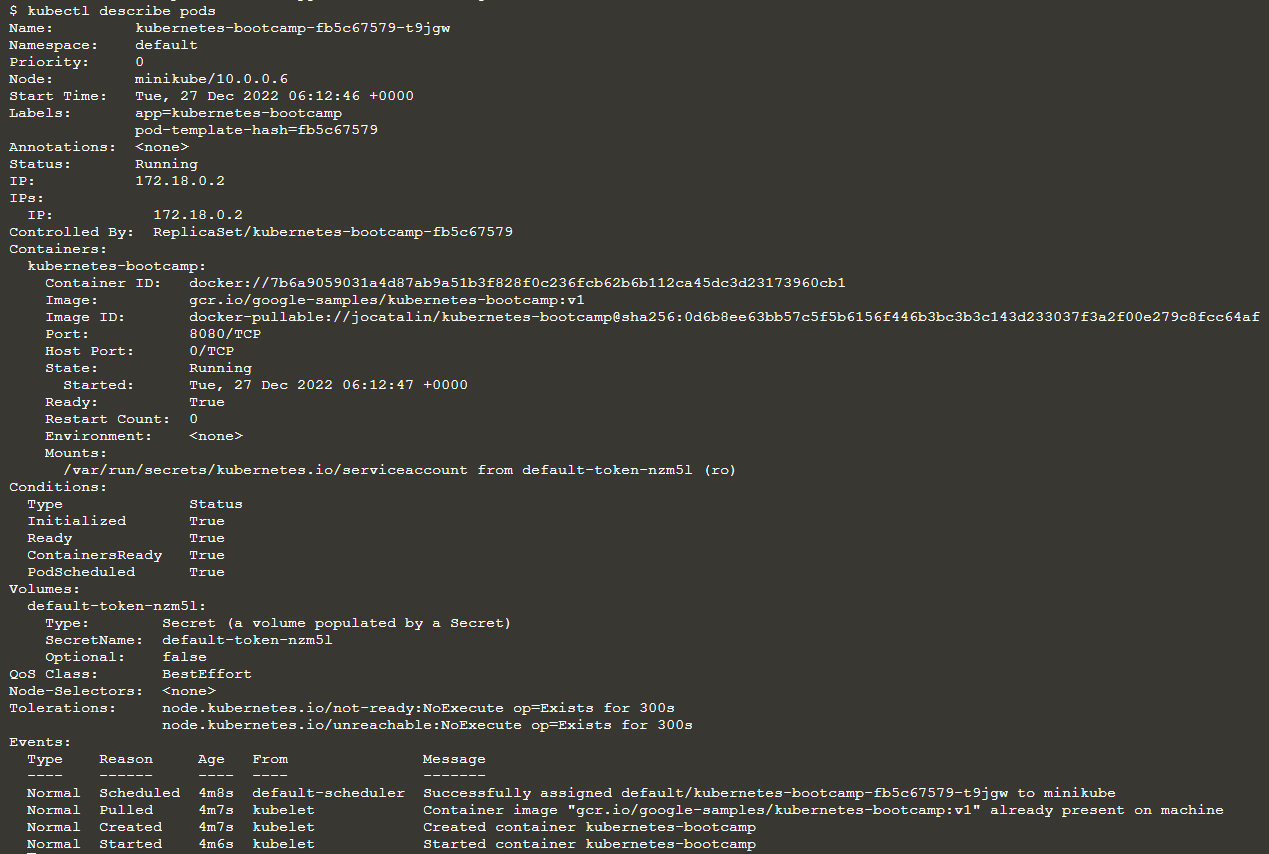 $ kubectl describe pods
Name:         kubernetes-bootcamp-fb5c67579-t9jgw
Namespace:    default
Priority:     0
Node:         minikube/10.0.0.6
Start Time:   Tue, 27 Dec 2022 06:12:46 +0000
Labels:       app=kubernetes-bootcamp
              pod-template-hash=fb5c67579
Annotations:  <none>
Status:       Running
IP:           172.18.0.2
IPs:
  IP:           172.18.0.2
Controlled By:  ReplicaSet/kubernetes-bootcamp-fb5c67579
Containers:
  kubernetes-bootcamp:
    Container ID:   docker://7b6a9059031a4d87ab9a51b3f828f0c236fcb62b6b112ca45dc3d23173960cb1
    Image:          gcr.io/google-samples/kubernetes-bootcamp:v1
    Image ID:       docker-pullable://jocatalin/kubernetes-bootcamp@sha256:0d6b8ee63bb57c5f5b6156f446b3bc3b3c143d233037f3a2f00e279c8fcc64af
    Port:           8080/TCP
    Host Port:      0/TCP
    State:          Running
      Started:      Tue, 27 Dec 2022 06:12:47 +0000
    Ready:          True
    Restart Count:  0
    Environment:    <none>
    Mounts:
      /var/run/secrets/kubernetes.io/serviceaccount from default-token-nzm5l (ro)
Conditions:
  Type              Status
  Initialized       True
  Ready             True
  ContainersReady   True
  PodScheduled      True
Volumes:
  default-token-nzm5l:
    Type:        Secret (a volume populated by a Secret)
    SecretName:  default-token-nzm5l
    Optional:    false
QoS Class:       BestEffort
Node-Selectors:  <none>
Tolerations:     node.kubernetes.io/not-ready:NoExecute op=Exists for 300s
                 node.kubernetes.io/unreachable:NoExecute op=Exists for 300s
Events:
  Type    Reason     Age   From               Message
  ----    ------     ----  ----               -------
  Normal  Scheduled  4m8s  default-scheduler  Successfully assigned default/kubernetes-bootcamp-fb5c67579-t9jgw to minikube
  Normal  Pulled     4m7s  kubelet            Container image "gcr.io/google-samples/kubernetes-bootcamp:v1" already present on machine
  Normal  Created    4m7s  kubelet            Created container kubernetes-bootcamp
  Normal  Started    4m6s  kubelet            Started container kubernetes-bootcamp